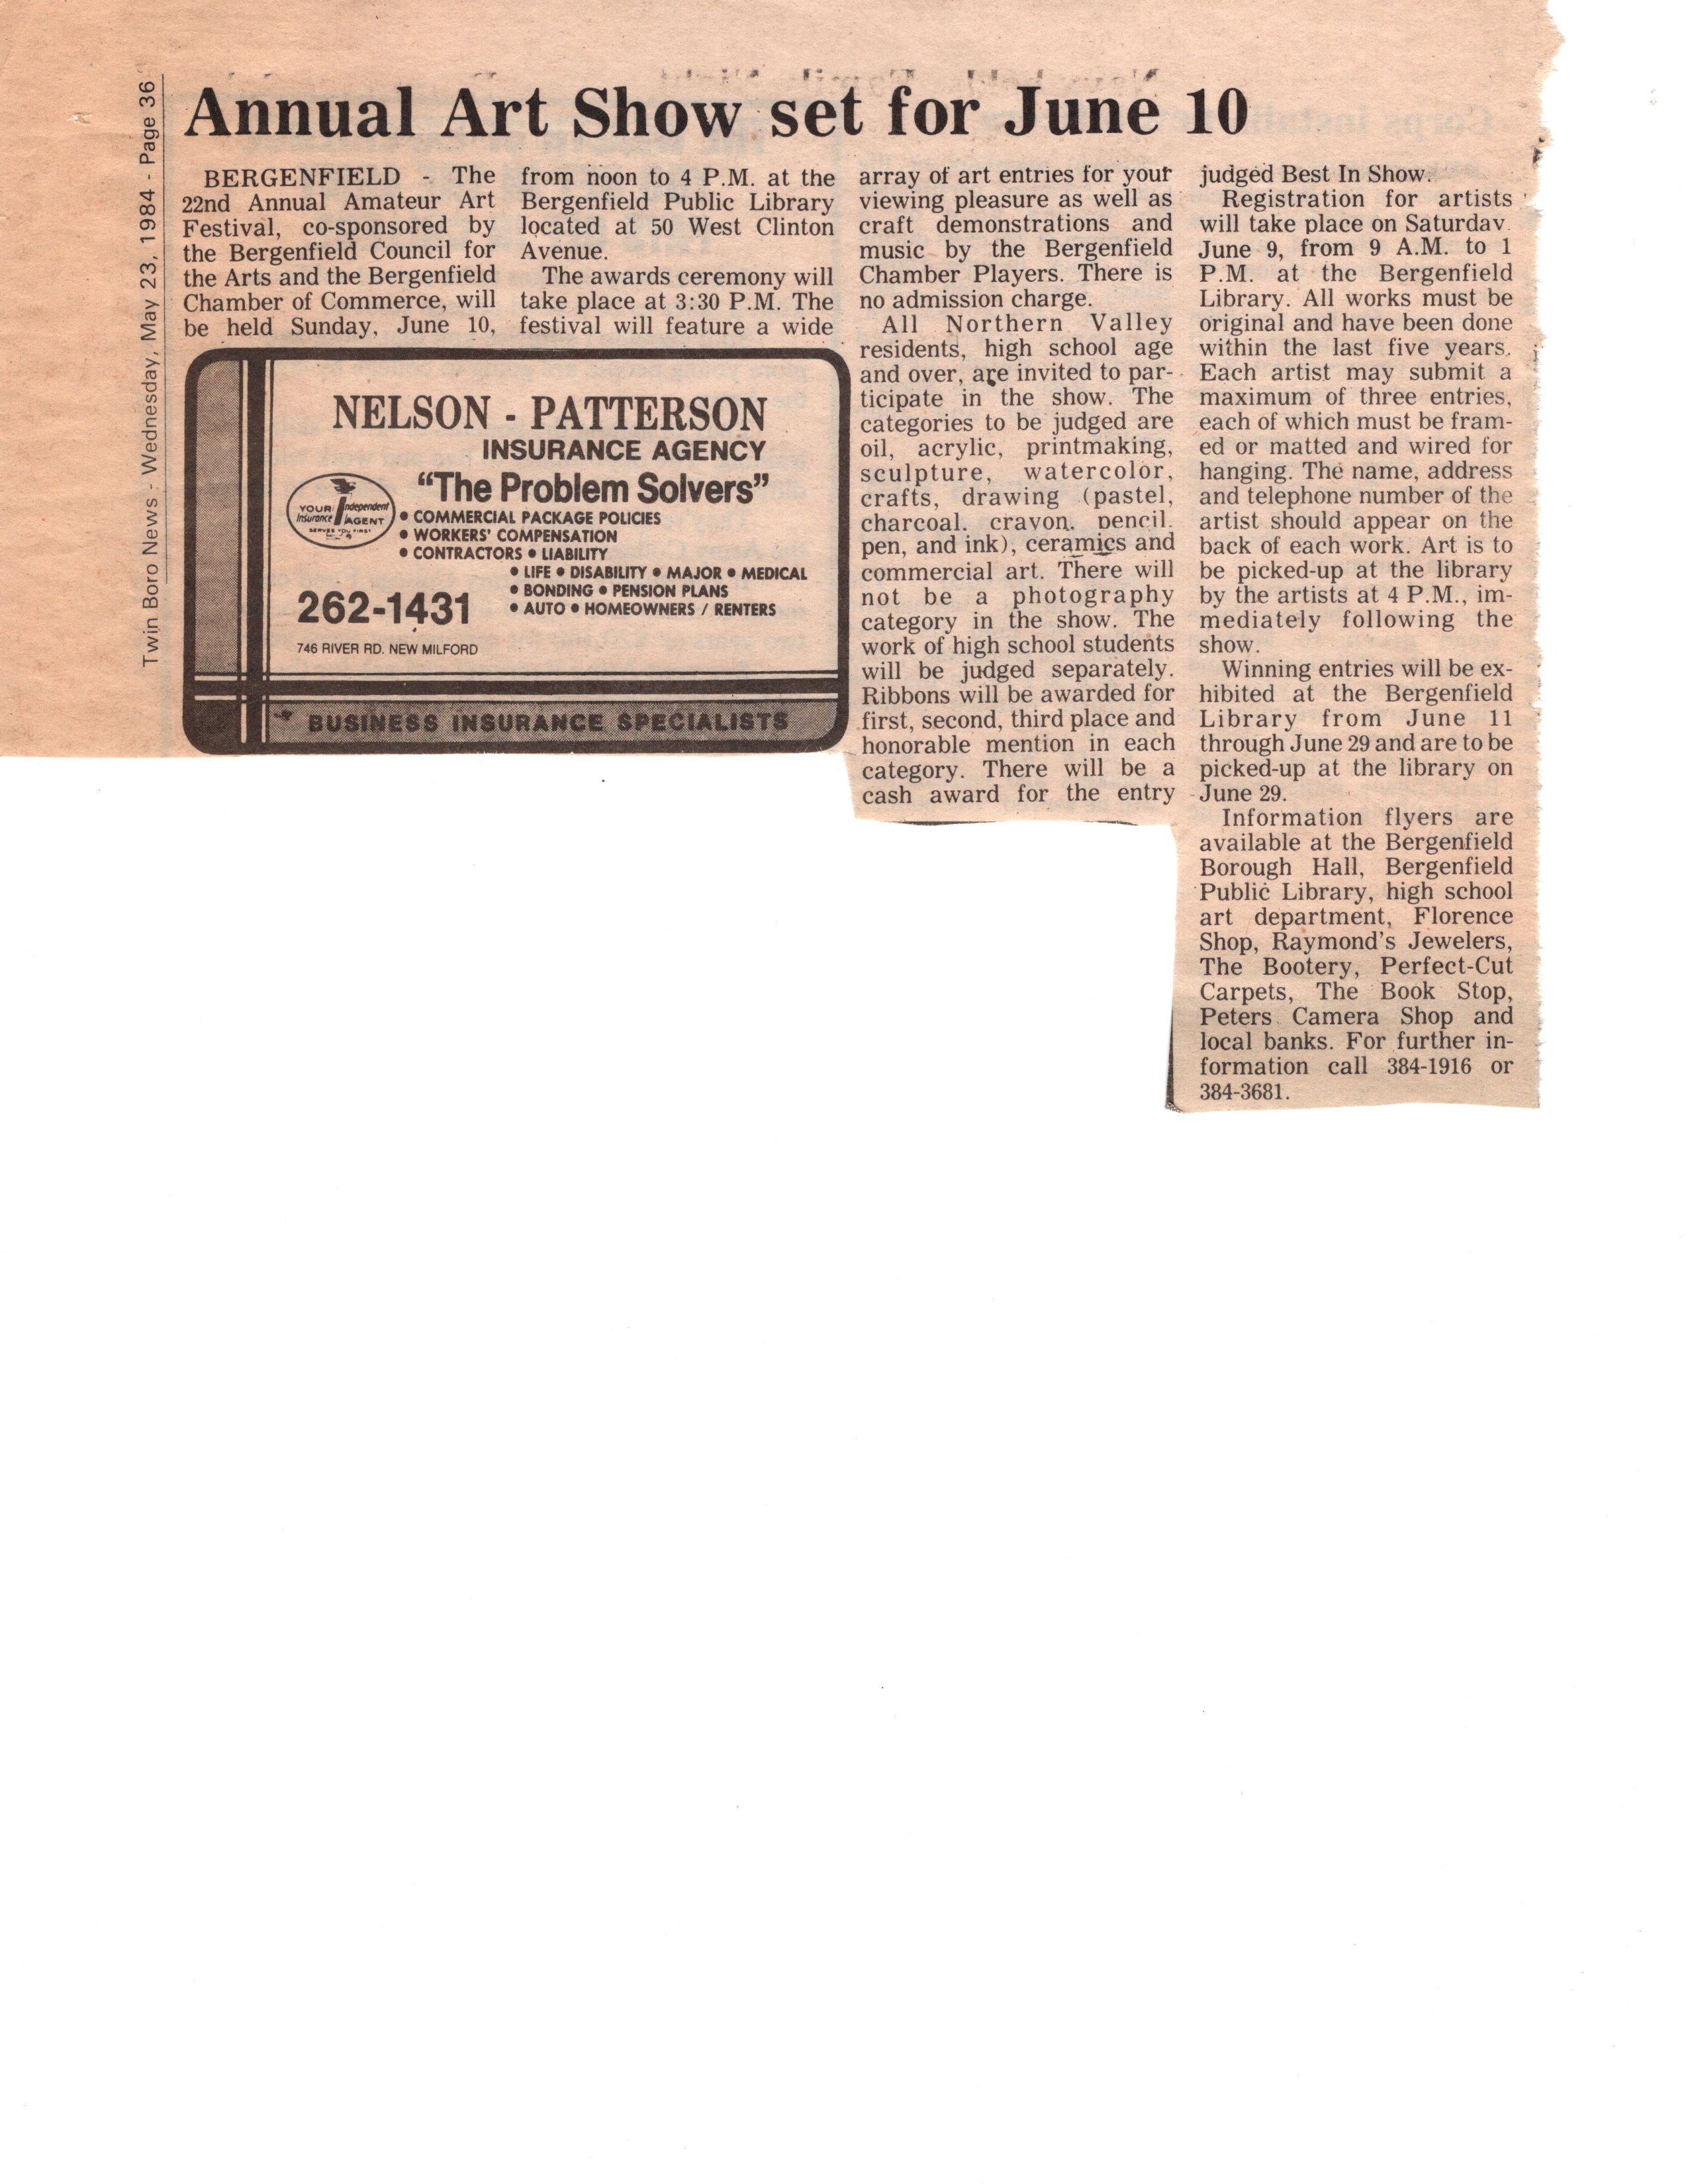 Twin Boro News - Wednesday, May 23, 1984 - Page 36
Annual Art Show set for June 10
BERGENFIELD - The
22nd Annual Amateur Art
Festival, co-sponsored by
the Bergenfield Council for
the Arts and the Bergenfield
Chamber of Commerce, will
be held Sunday, June 10,
from noon to 4 P.M. at the
Bergenfield Public Library
located at 50 West Clinton
Avenue.
The awards ceremony will
take place at 3:30 P.M. The
festival will feature a wide
array of art entries for your
viewing pleasure as well as
craft demonstrations and
music by the Bergenfield
Chamber Players. There is
no admission charge.
All Northern Valley
residents, high school age
and over, are invited to par-
ticipate in the show. The
categories to be judged are
oil, acrylic, printmaking,
sculpture, watercolor,
crafts, drawing (pastel,
charcoal, crayon, pencil,
pen, and ink), ceramics and
commercial art. There will
not be a photography
category in the show. The
work of high school students
will be judged separately.
Ribbons will be awarded for
first, second, third place and
honorable mention in each
category. There will be a
cash award for the entry
judged Best In Show.
Registration for artists
will take place on Saturday,
June 9, from 9 A.M. to 1
P.M. at the Bergenfield
Library. All works must be
original and have been done
within the last five years.
Each artist may submit a
maximum of three entries,
each of which must be fram-
ed or matted and wired for
hanging. The name, address
and telephone number of the
artist should appear on the
back of each work. Art is to
be picked-up at the library
by the artists at 4 P.M., im-
mediately following the
show.
Winning entries will be ex-
hibited at the Bergenfield
Library from June 11
through June 29 and are to be
picked-up at the library on
June 29.
Information flyers are
available at the Bergenfield
Borough Hall, Bergenfield
Public Library, high school
art department, Florence
Shop, Raymond's Jewelers,
The Bootery, Perfect-Cut
Carpets, The Book Stop,
Peters Camera Shop and
local banks. For further in-
formation call 384-1916 or
384-3681.
NELSON - PATTERSON
INSURANCE AGENCY
“The Problem Solvers”
YOUR Independent
Insurance AGENT
SERVES YOU FIRST
• COMMERCIAL PACKAGE POLICIES
• WORKERS' COMPENSATION
• CONTRACTORS • LIABILITY
• LIFE • DISABILITY • MAJOR • MEDICAL
• BONDING • PENSION PLANS
• AUTO • HOMEOWNERS / RENTERS
262-1431
746 RIVER RD. NEW MILFORD
BUSINESS INSURANCE SPECIALISTS